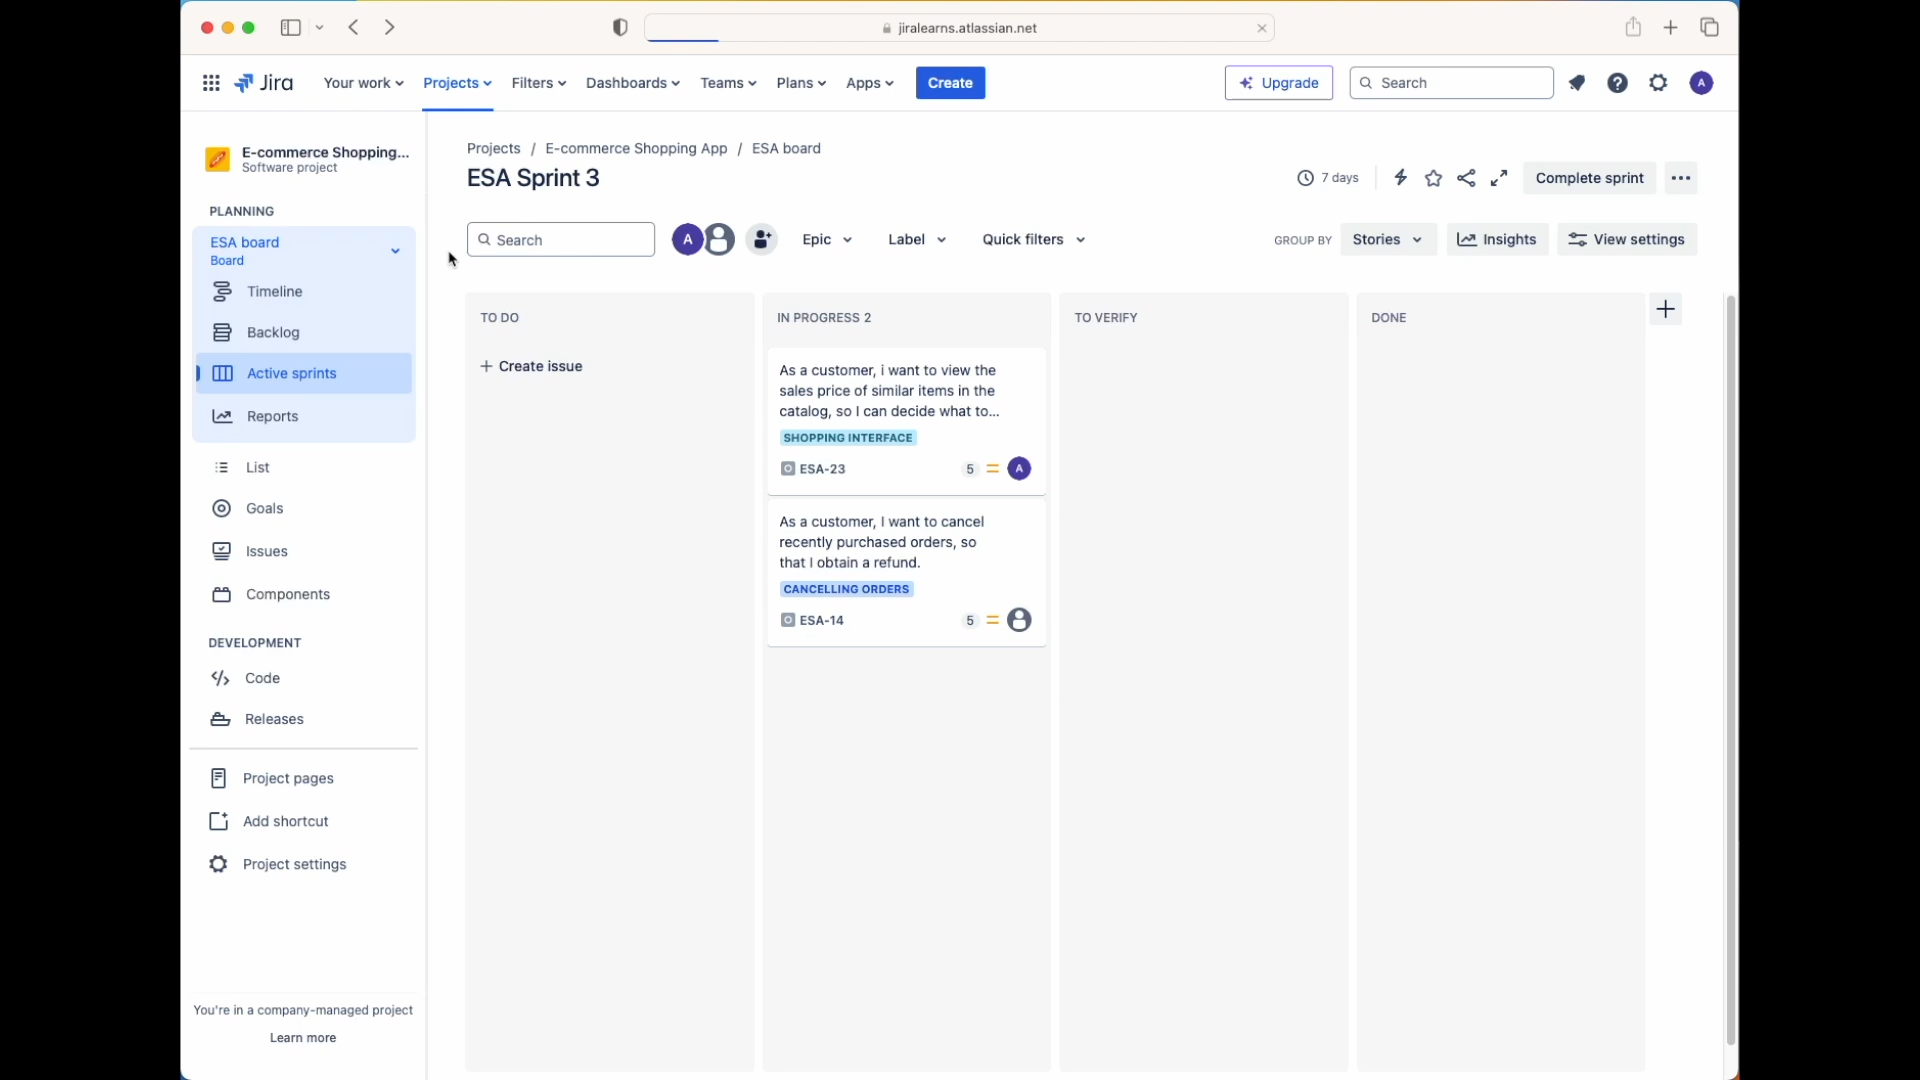 jiralearns.atlassian.net
Jira
Your work
Projects
Filters
Dashboards
Teams
Plans
Apps
Create
Upgrade
Search
A
E-commerce Shopping...
Software project
PLANNING
ESA board
Board
Timeline
Backlog
Active sprints
Reports
List
Goals
Issues
Components
DEVELOPMENT
Code
Releases
Project pages
Add shortcut
Project settings
You're in a company-managed project
Learn more
Projects / E-commerce Shopping App / ESA board
ESA Sprint 3
7 days
Complete sprint
Search
A
Epic
Label
Quick filters
GROUP BY
Stories
Insights
View settings
TO DO
Create issue
IN PROGRESS 2
As a customer, i want to view the
sales price of similar items in the
catalog, so I can decide what to...
SHOPPING INTERFACE
ESA-23
5
A
As a customer, I want to cancel
recently purchased orders, so
that I obtain a refund.
CANCELLING ORDERS
ESA-14
5
TO VERIFY
DONE